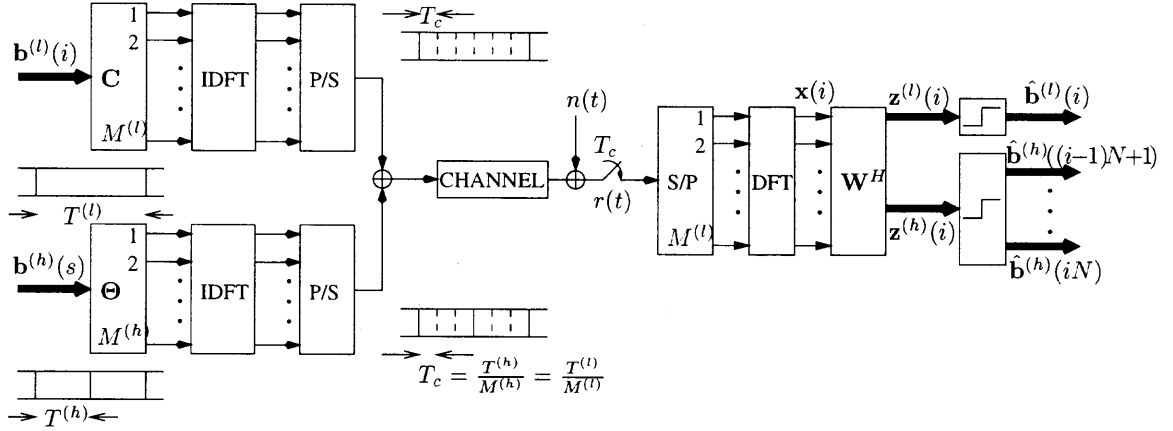 T_c
1
2
b^(l)(i)
C
M^(l)
IDFT
P/S
T^(l)
1
2
b^(h)(s)
Θ
M^(h)
IDFT
P/S
T^(h)
T_c = T^(h)/M^(h) = T^(l)/M^(l)
CHANNEL
n(t)
T_c
r(t)
1
2
S/P
M^(l)
DFT
x(i)
W^H
z^(l)(i)
z^(h)(i)
b̂^(l)(i)
b̂^(h)((i−1)N+1)
b̂^(h)(iN)